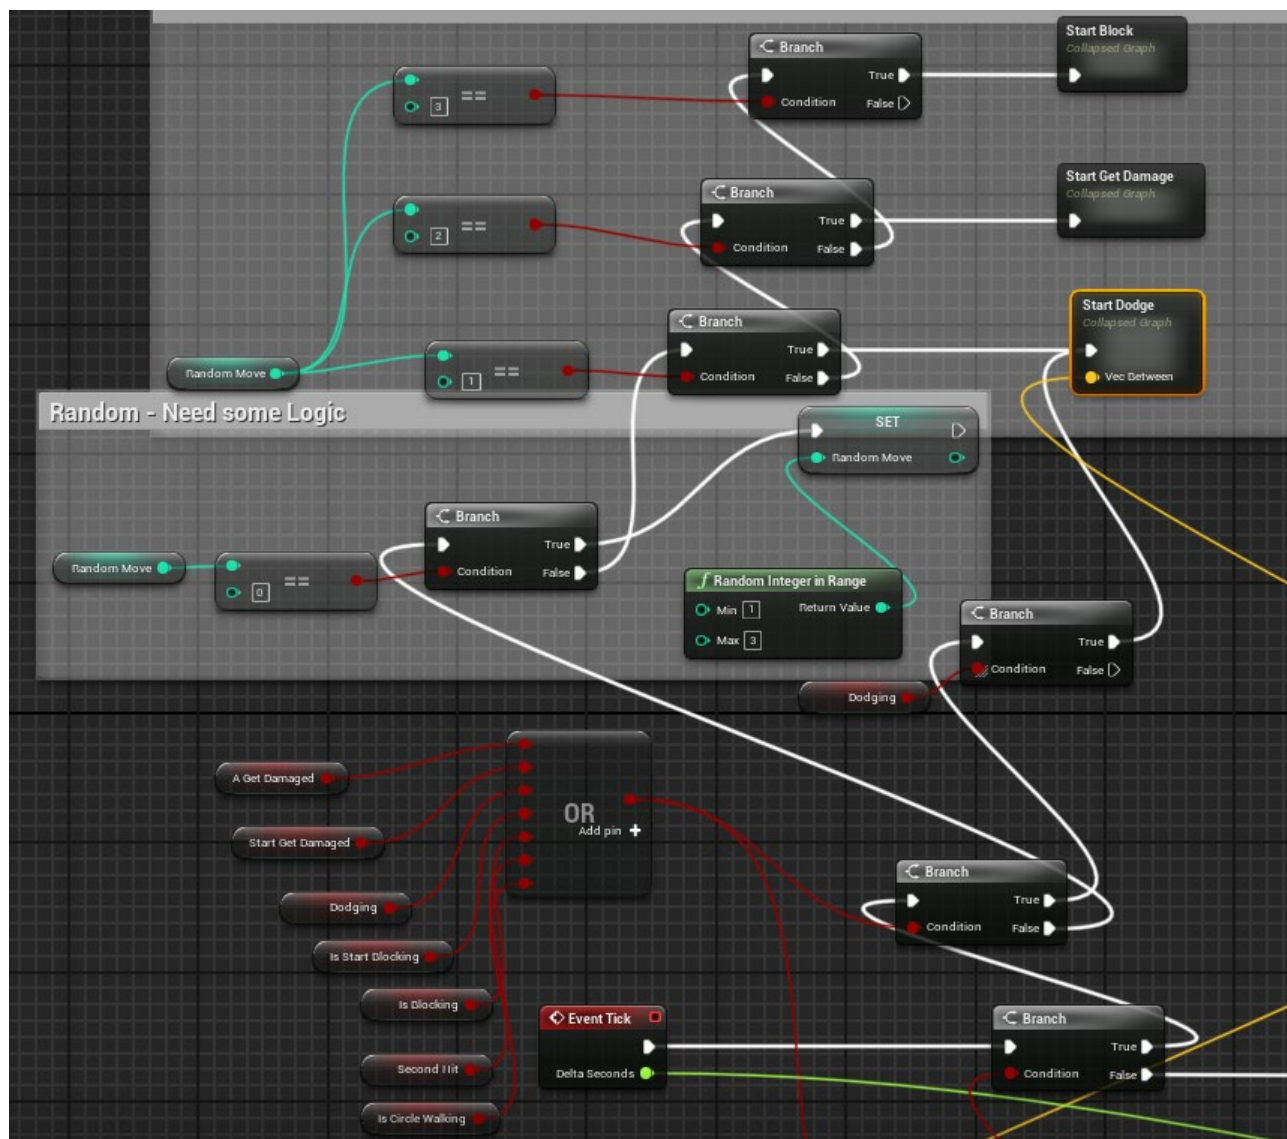 Start Block
Collapsed Graph
Branch
True
Condition
False
3
==
Start Get Damage
Collapsed Graph
Branch
True
Condition
False
2
==
Start Dodge
Collapsed Graph
Vec Between
Branch
True
Condition
False
Random Move
1
==
Random - Need some Logic
SET
Random Move
Branch
True
Condition
False
Random Move
0
==
f Random Integer in Range
Min 1
Return Value
Max 3
Branch
True
Condition
False
Dodging
A Get Damaged
OR
Add pin +
Start Get Damaged
Branch
True
Condition
False
Dodging
Is Start Blocking
Is Blocking
Event Tick
Delta Seconds
Branch
True
Condition
False
Second Hit
Is Circle Walking